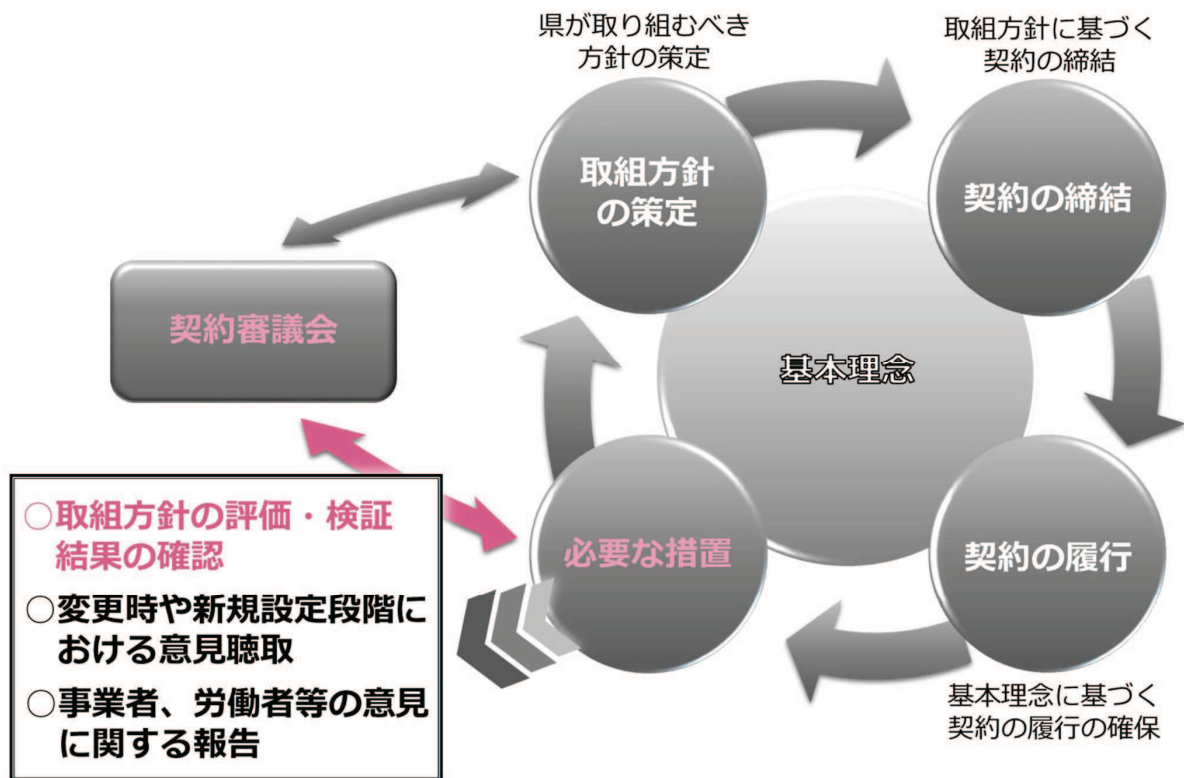 県が取り組むべき
方針の策定
取組方針に基づく
契約の締結
取組方針
の策定
契約の締結
契約審議会
基本理念
○取組方針の評価・検証
結果の確認
○変更時や新規設定段階に
おける意見聴取
○事業者、労働者等の意見
に関する報告
必要な措置
契約の履行
基本理念に基づく
契約の履行の確保